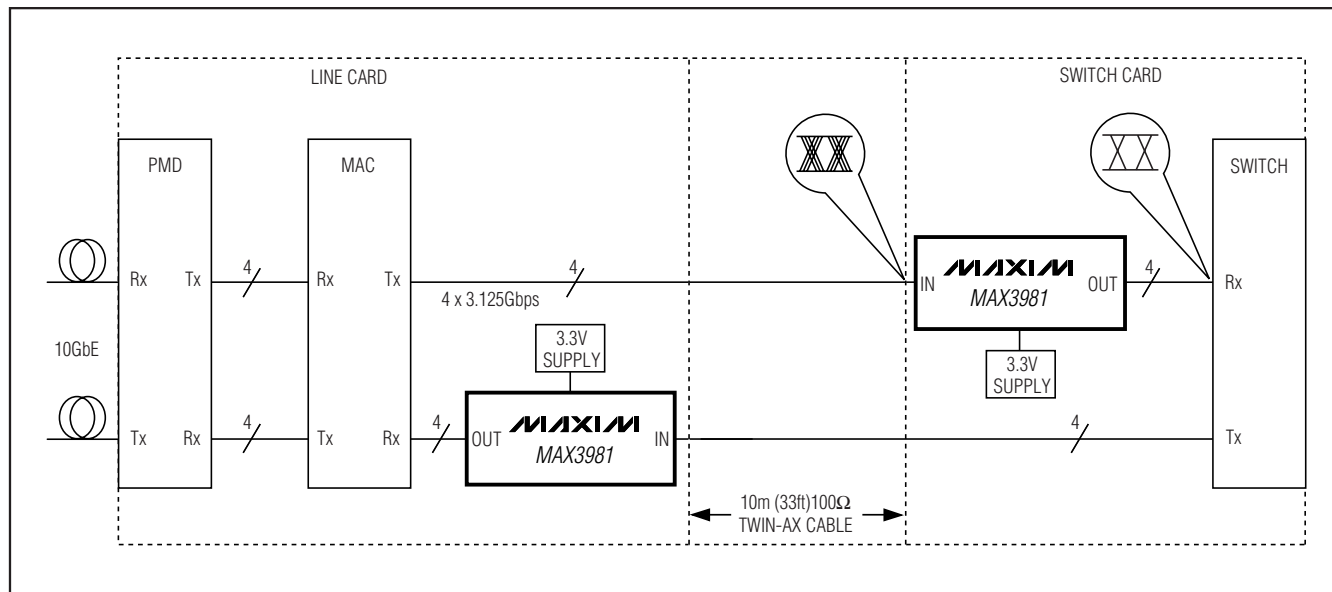 LINE CARD
SWITCH CARD
PMD
MAC
SWITCH
Rx
Tx
4
Rx
Tx
4
4 x 3.125Gbps
IN
MAXIM
MAX3981
OUT
4
Rx
10GbE
3.3V
SUPPLY
3.3V
SUPPLY
Tx
Rx
4
Tx
Rx
4
OUT
MAXIM
MAX3981
IN
4
Tx
10m (33ft)100Ω
TWIN-AX CABLE